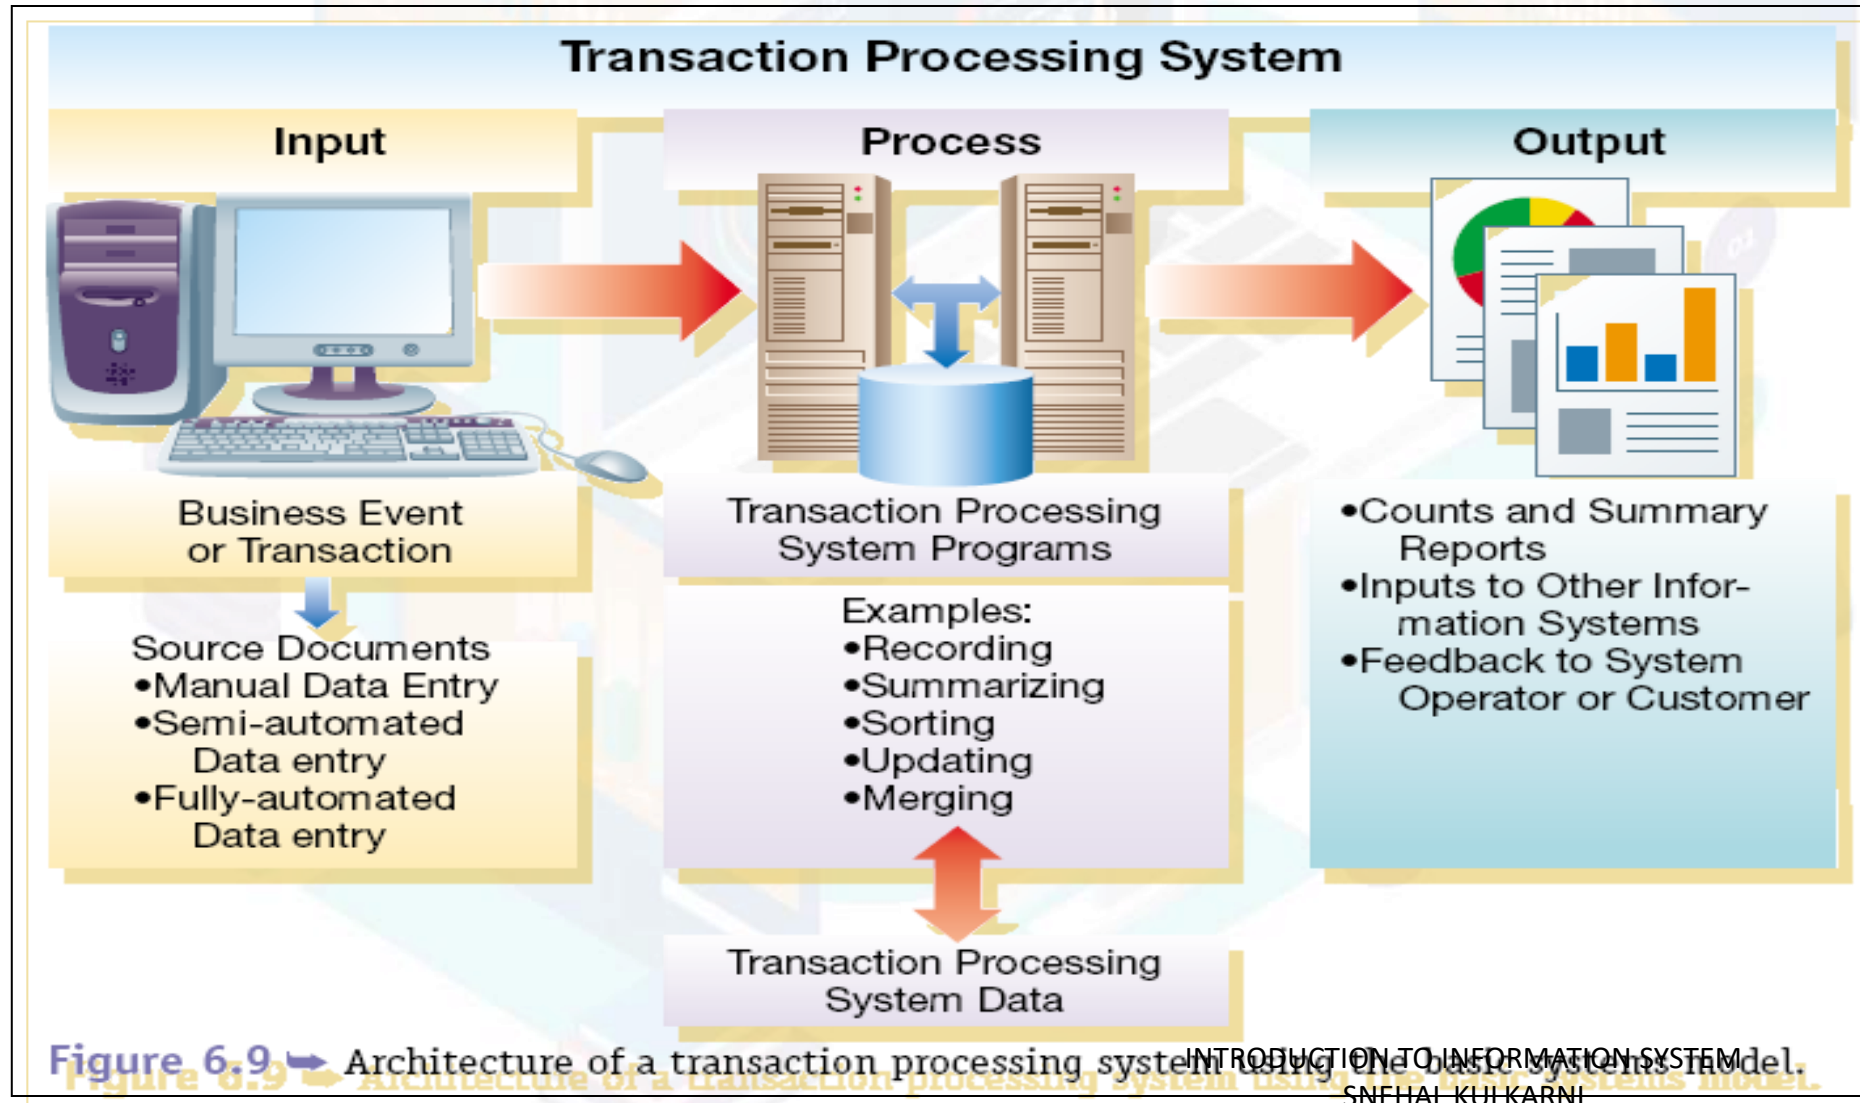 Transaction Processing System
Input
Process
Output
Business Event
or Transaction
Source Documents
•Manual Data Entry
•Semi-automated
Data entry
•Fully-automated
Data entry
Transaction Processing
System Programs
Examples:
•Recording
•Summarizing
•Sorting
•Updating
•Merging
Transaction Processing
System Data
•Counts and Summary
Reports
•Inputs to Other Infor-
mation Systems
•Feedback to System
Operator or Customer
Figure 6.9 ➥ Architecture of a transaction processing system using the basic systems model.
INTRODUCTION TO INFORMATION SYSTEM
SNEHAL KULKARNI